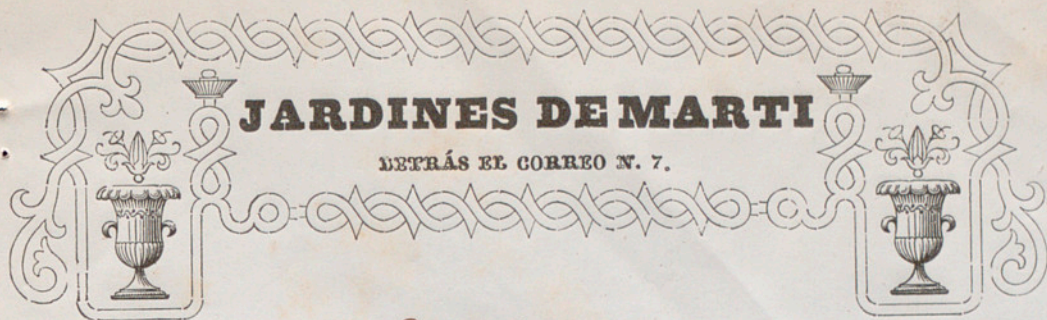 JARDINES DE MARTI
DETRÁS EL CORREO N. 7.